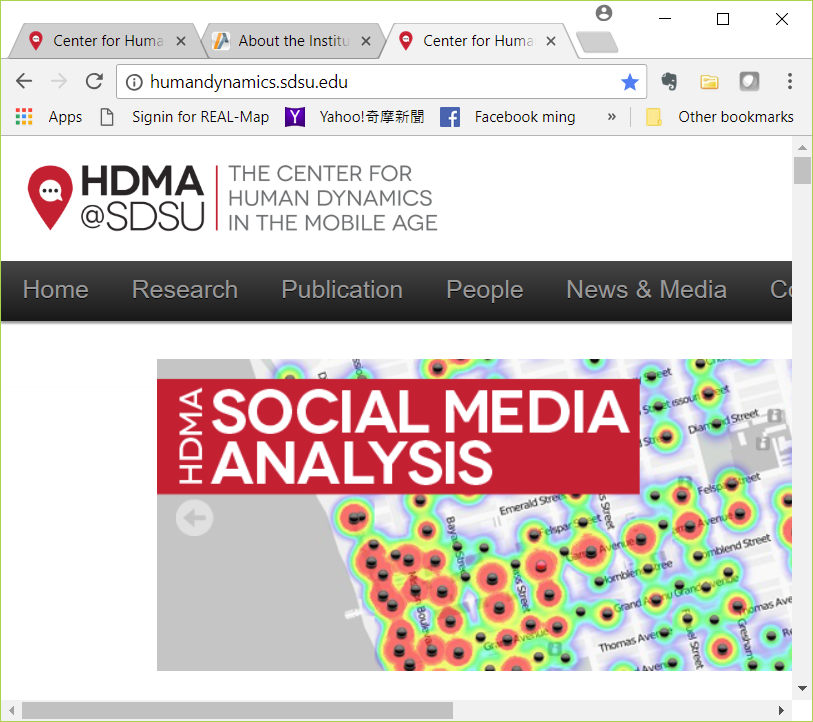 Center for Huma
About the Institu
Center for Huma
humandynamics.sdsu.edu
Apps
Signin for REAL-Map
Yahoo!奇摩新聞
Facebook ming
»
Other bookmarks
HDMA
@SDSU
THE CENTER FOR
HUMAN DYNAMICS
IN THE MOBILE AGE
Home
Research
Publication
People
News & Media
HDMA
SOCIAL MEDIA
ANALYSIS
Diamond Street
Felspar Street
Emerald Street
Felspar Street
Thomas Avenue
Grand Avenue
Thomas Avenue
Grand Avenue